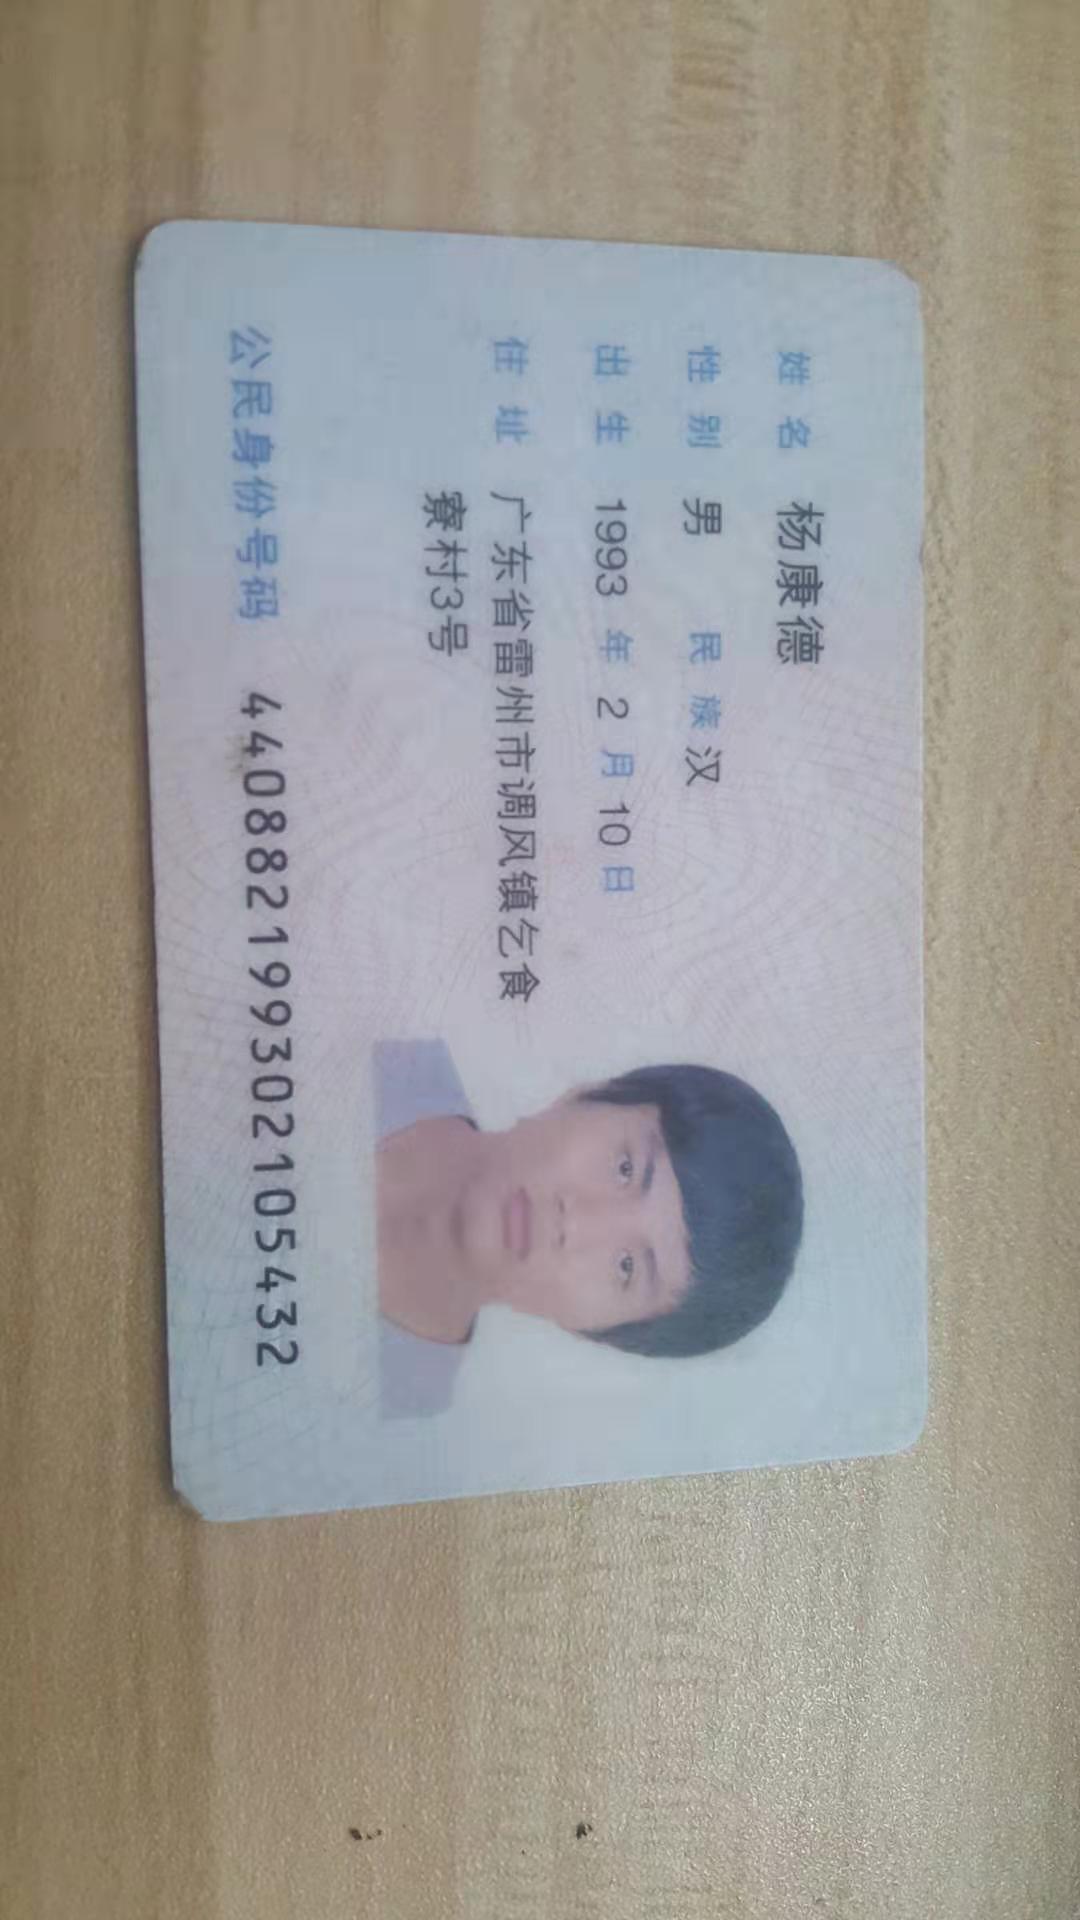 姓名 杨康德
性别 男 民族 汉
出生 1993 年 2 月 10 日
住址 广东省雷州市调风镇乞食
寮村3号
公民身份号码 440882199302105432